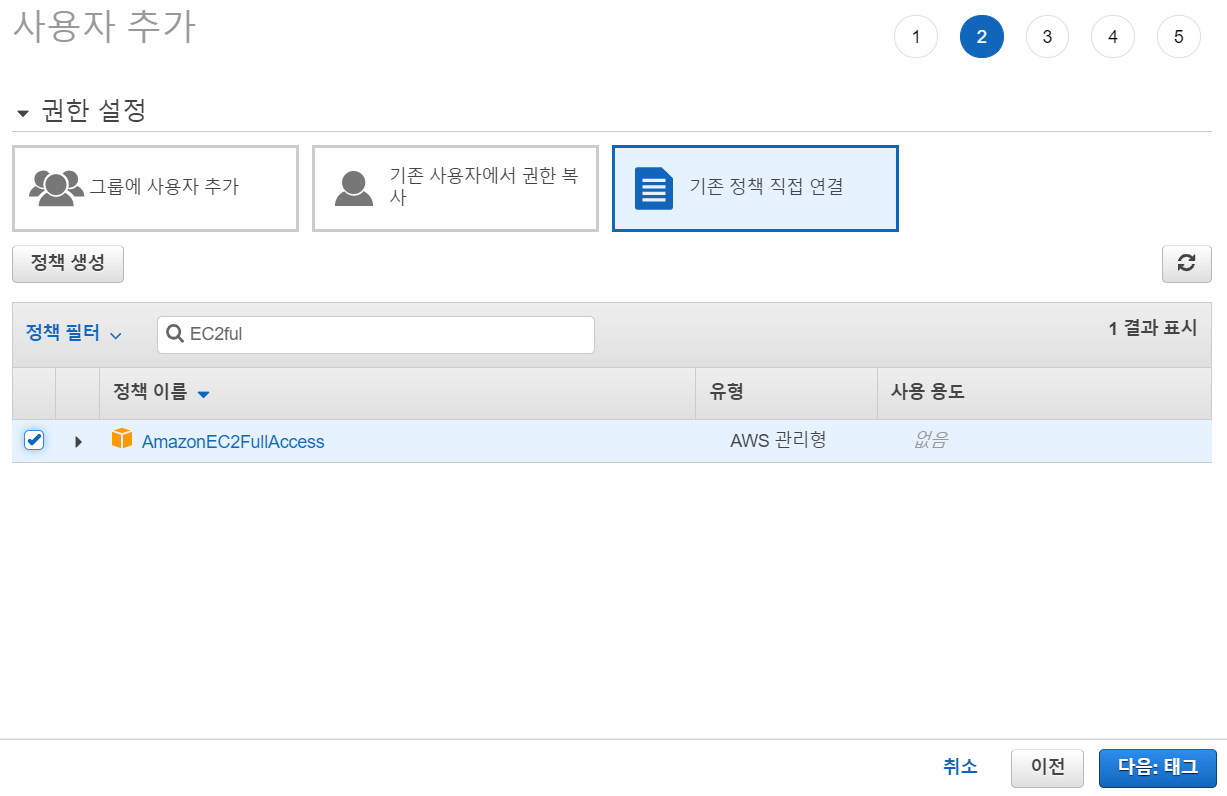 사용자 추가
1 2 3 4 5
권한 설정
그룹에 사용자 추가
기존 사용자에서 권한 복
사
기존 정책 직접 연결
정책 생성
정책 필터 EC2ful 1 결과 표시
정책 이름 유형 사용 용도
AmazonEC2FullAccess AWS 관리형 없음
취소 이전 다음: 태그